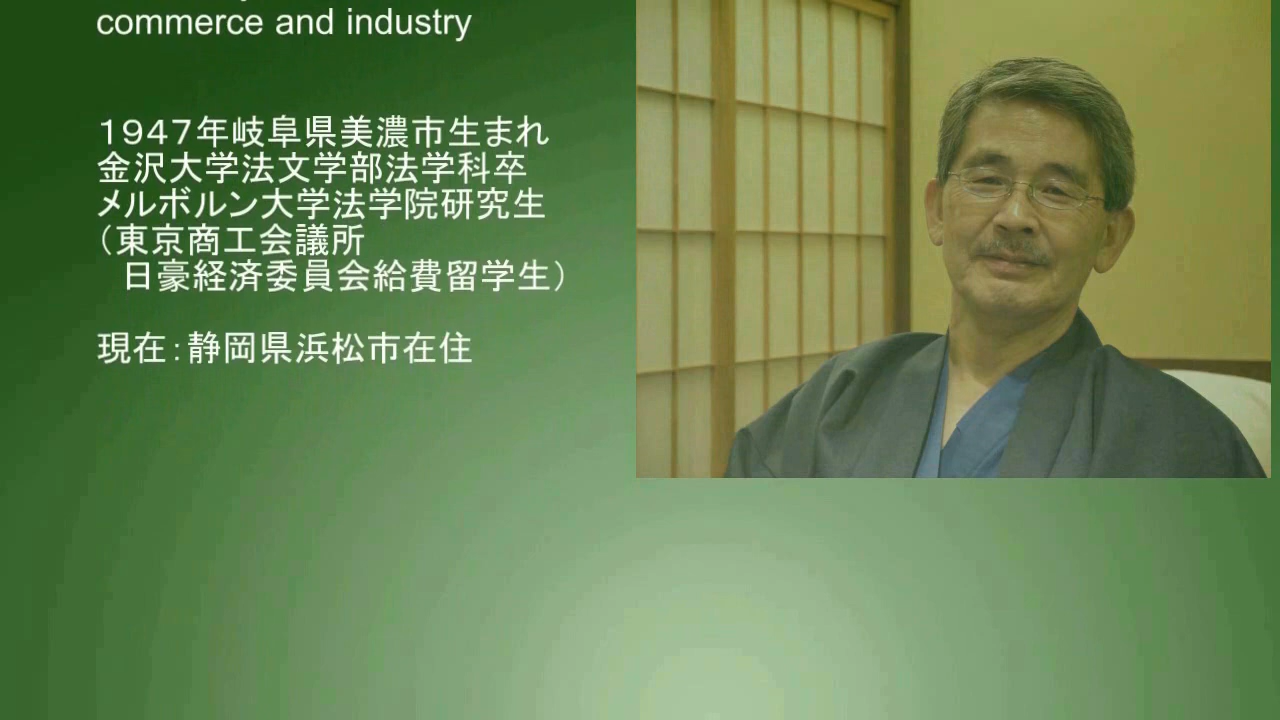 commerce and industry
１９４７年岐阜県美濃市生まれ
金沢大学法文学部法学科卒
メルボルン大学法学院研究生
（東京商工会議所
　日豪経済委員会給費留学生）
現在：静岡県浜松市在住